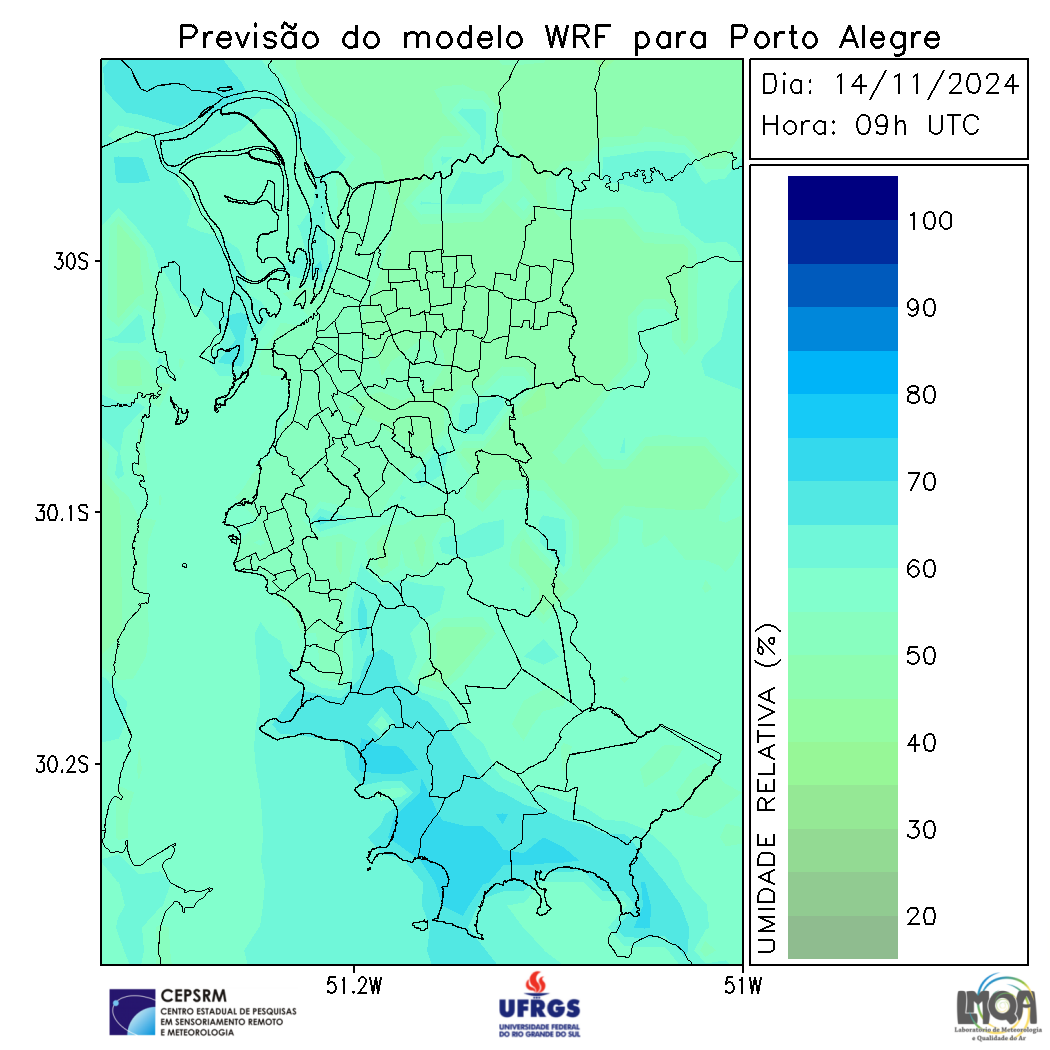 Previsão do modelo WRF para Porto Alegre
Dia: 14/11/2024
Hora: 09h UTC
100
90
80
70
60
50
40
30
20
UMIDADE RELATIVA (%)
30S
30.1S
30.2S
51.2W
51W
CEPSRM
CENTRO ESTADUAL DE PESQUISAS
EM SENSORIAMENTO REMOTO
E METEOROLOGIA
UFRGS
UNIVERSIDADE FEDERAL
DO RIO GRANDE DO SUL
LMQA
Laboratório de Meteorologia
e Qualidade do Ar